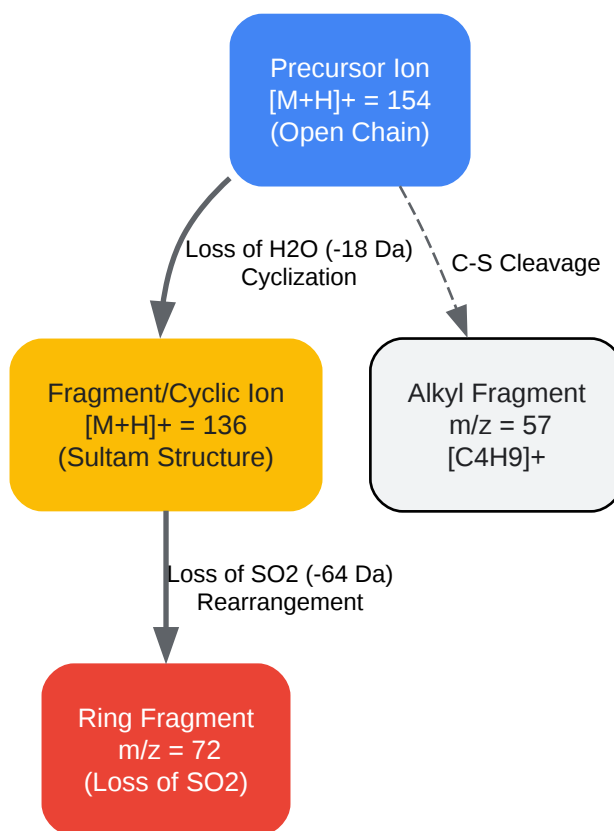 Precursor Ion
[M+H]+ = 154
(Open Chain)
Loss of H2O (-18 Da)
Cyclization
C-S Cleavage
Fragment/Cyclic Ion
[M+H]+ = 136
(Sultam Structure)
Alkyl Fragment
m/z = 57
[C4H9]+
Loss of SO2 (-64 Da)
Rearrangement
Ring Fragment
m/z = 72
(Loss of SO2)